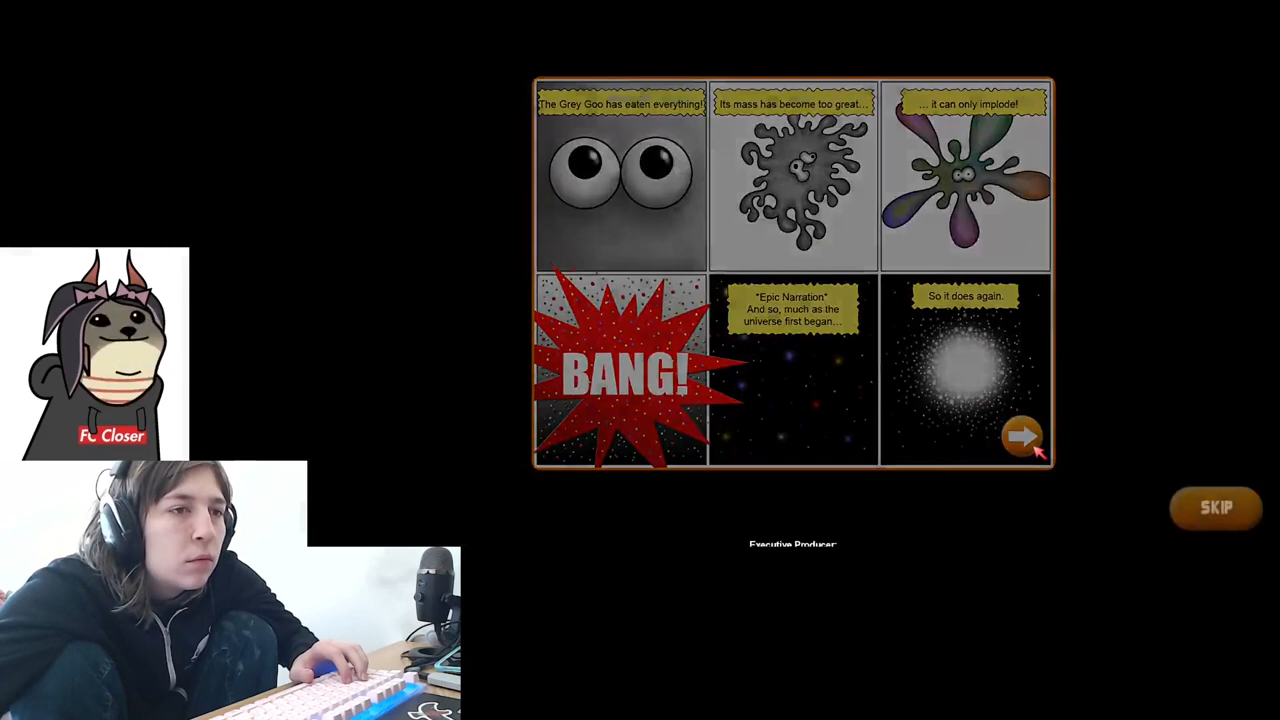 The Grey Goo has eaten everything!
Its mass has become too great...
... it can only implode!
BANG!
*Epic Narration*
And so, much as the
universe first began...
So it does again.
FC Closer
SKIP
Executive Producer: